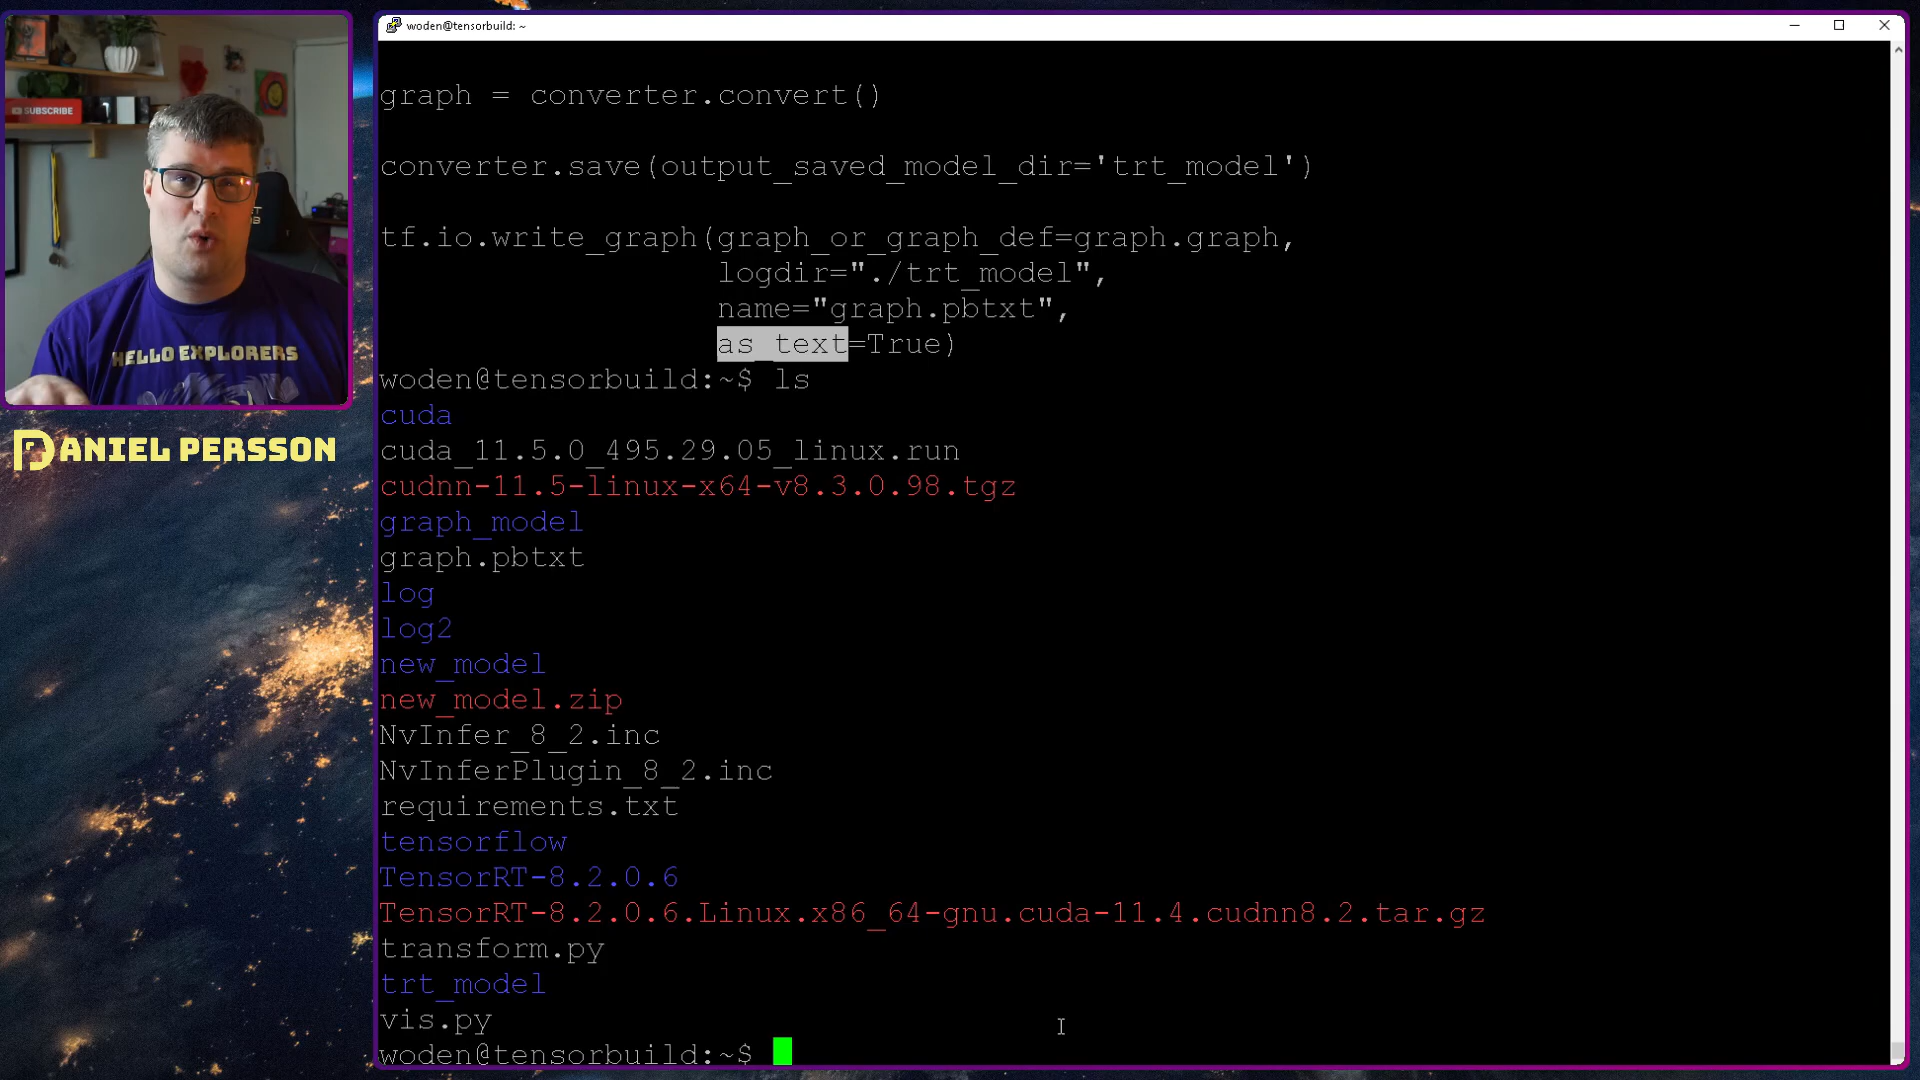 woden@tensorbuild: ~
SUBSCRIBE
HELLO EXPLORERS
DANIEL PERSSON
graph = converter.convert()
converter.save(output_saved_model_dir='trt_model')
tf.io.write_graph(graph_or_graph_def=graph.graph,
logdir="./trt_model",
name="graph.pbtxt",
as_text=True)
woden@tensorbuild:~$ ls
cuda
cuda_11.5.0_495.29.05_linux.run
cudnn-11.5-linux-x64-v8.3.0.98.tgz
graph_model
graph.pbtxt
log
log2
new_model
new_model.zip
NvInfer_8_2.inc
NvInferPlugin_8_2.inc
requirements.txt
tensorflow
TensorRT-8.2.0.6
TensorRT-8.2.0.6.Linux.x86_64-gnu.cuda-11.4.cudnn8.2.tar.gz
transform.py
trt_model
vis.py
woden@tensorbuild:~$